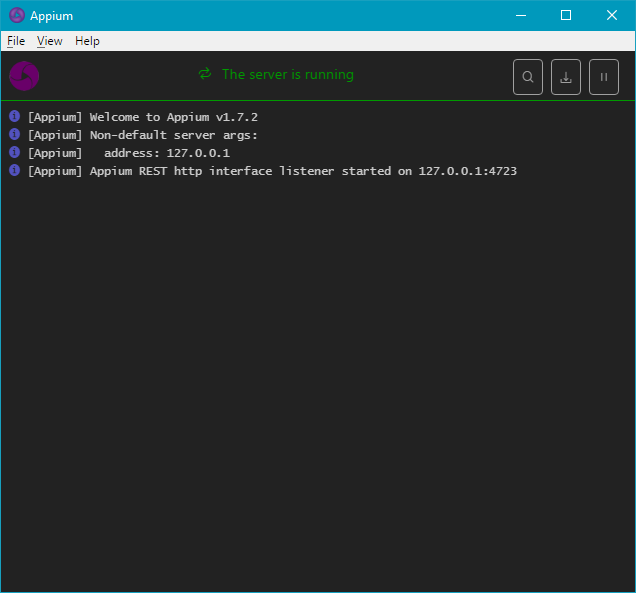 Appium
File View Help
The server is running
[Appium] Welcome to Appium v1.7.2
[Appium] Non-default server args:
[Appium]   address: 127.0.0.1
[Appium] Appium REST http interface listener started on 127.0.0.1:4723